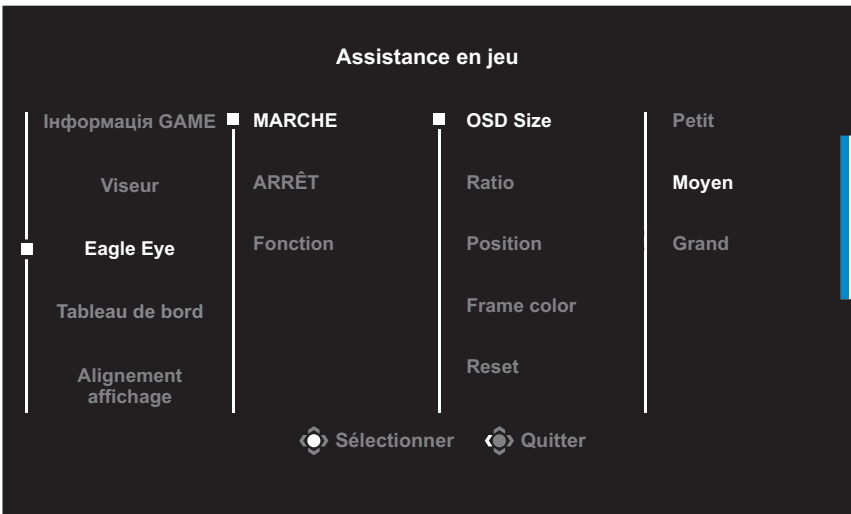 Assistance en jeu
Інформація GAME
Viseur
Eagle Eye
Tableau de bord
Alignement
affichage
MARCHE
ARRÊT
Fonction
OSD Size
Ratio
Position
Frame color
Reset
Petit
Moyen
Grand
Sélectionner
Quitter